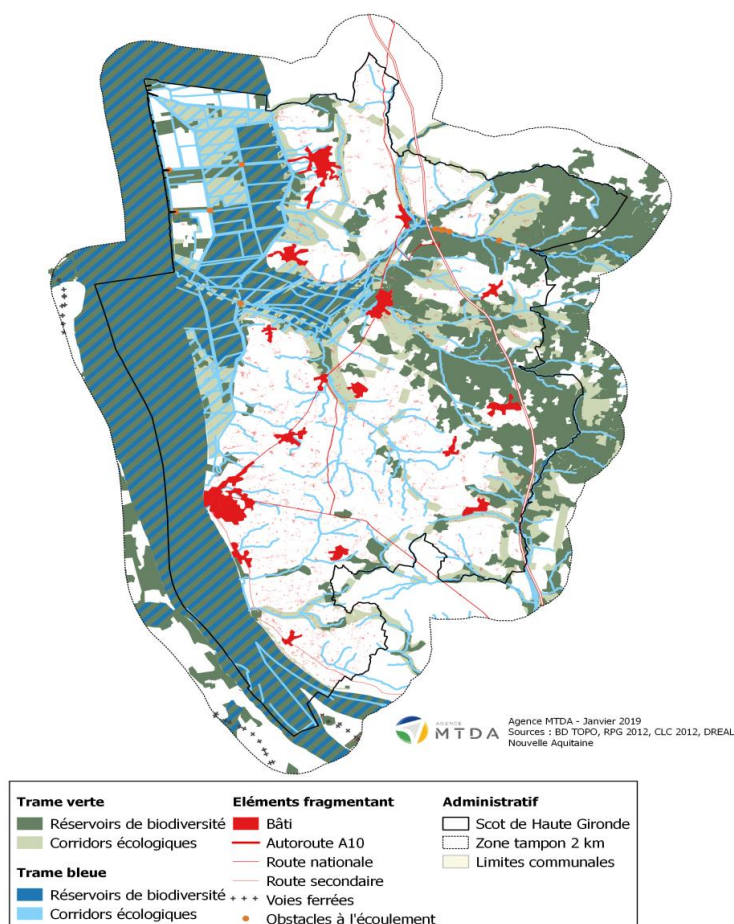 AGENCE
MTDA
Agence MTDA - Janvier 2019
Sources : BD TOPO, RPG 2012, CLC 2012, DREAL
Nouvelle Aquitaine
Trame verte
Réservoirs de biodiversité
Corridors écologiques
Trame bleue
Réservoirs de biodiversité
Corridors écologiques
Eléments fragmentant
Bâti
Autoroute A10
Route nationale
Route secondaire
Voies ferrées
Obstacles à l'écoulement
Administratif
Scot de Haute Gironde
Zone tampon 2 km
Limites communales